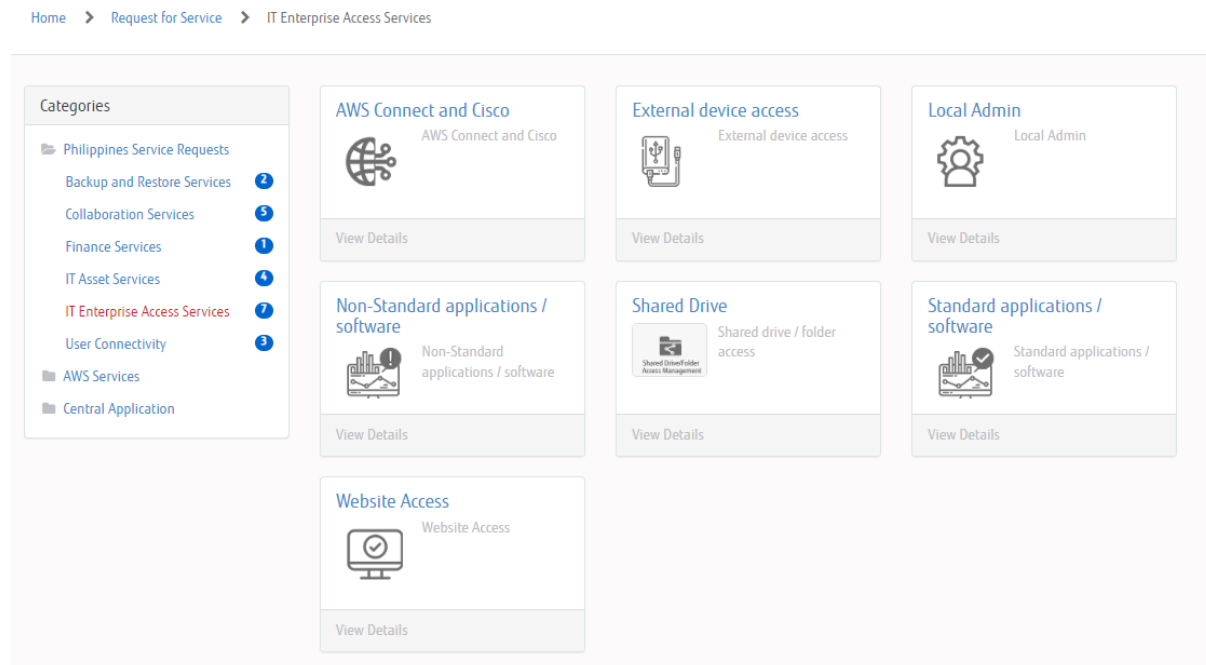 Home > Request for Service > IT Enterprise Access Services
Categories
Philippines Service Requests
Backup and Restore Services 2
Collaboration Services 5
Finance Services 1
IT Asset Services 4
IT Enterprise Access Services 7
User Connectivity 3
AWS Services
Central Application
AWS Connect and Cisco
AWS Connect and Cisco
View Details
External device access
External device access
View Details
Local Admin
Local Admin
View Details
Non-Standard applications /
software
Non-Standard
applications / software
View Details
Shared Drive
Shared Drive/Folder
Access Management
Shared drive / folder
access
View Details
Standard applications /
software
Standard applications /
software
View Details
Website Access
Website Access
View Details